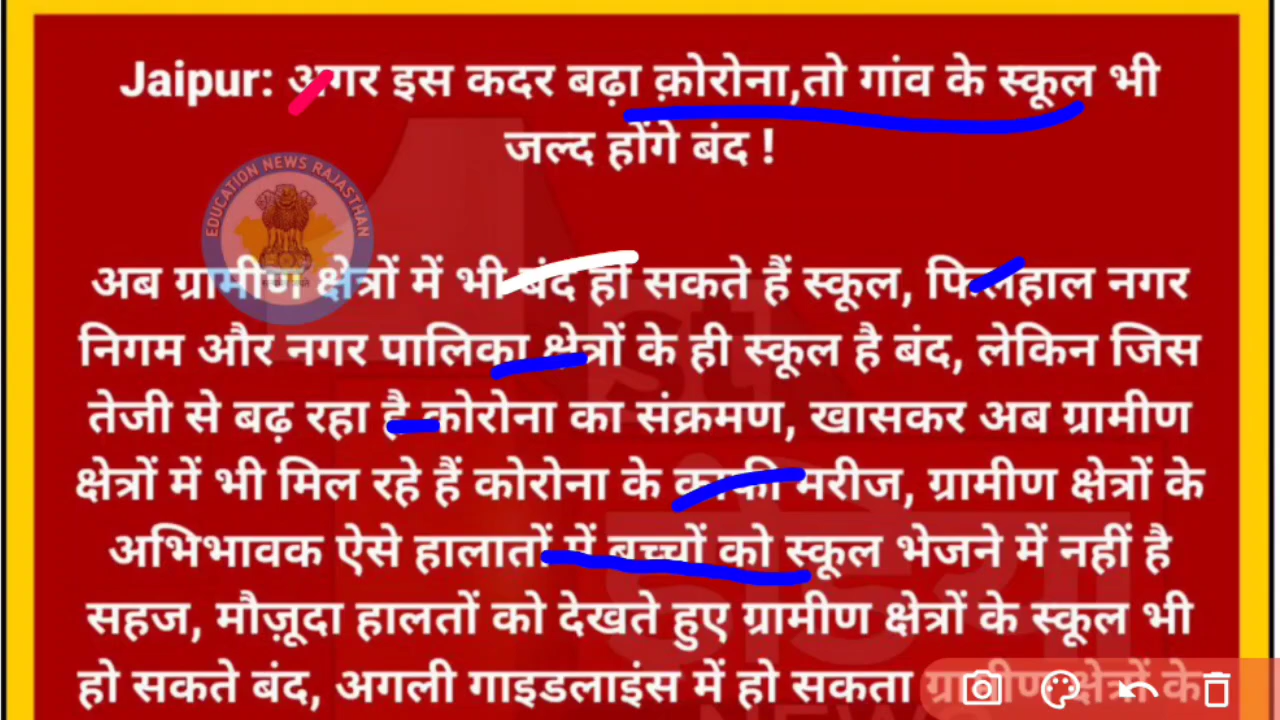 Jaipur: अगर इस कदर बढ़ा क़ोरोना,तो गांव के स्कूल भी
जल्द होंगे बंद !
EDUCATION NEWS RAJASTHAN
अब ग्रामीण क्षेत्रों में भी बंद हो सकते हैं स्कूल, फिलहाल नगर
निगम और नगर पालिका क्षेत्रों के ही स्कूल है बंद, लेकिन जिस
तेजी से बढ़ रहा है कोरोना का संक्रमण, खासकर अब ग्रामीण
क्षेत्रों में भी मिल रहे हैं कोरोना के काफी मरीज, ग्रामीण क्षेत्रों के
अभिभावक ऐसे हालातों में बच्चों को स्कूल भेजने में नहीं है
सहज, मौज़ूदा हालतों को देखते हुए ग्रामीण क्षेत्रों के स्कूल भी
हो सकते बंद, अगली गाइडलाइंस में हो सकता ग्रामीण क्षेत्रों के
इंडिया
NEWS